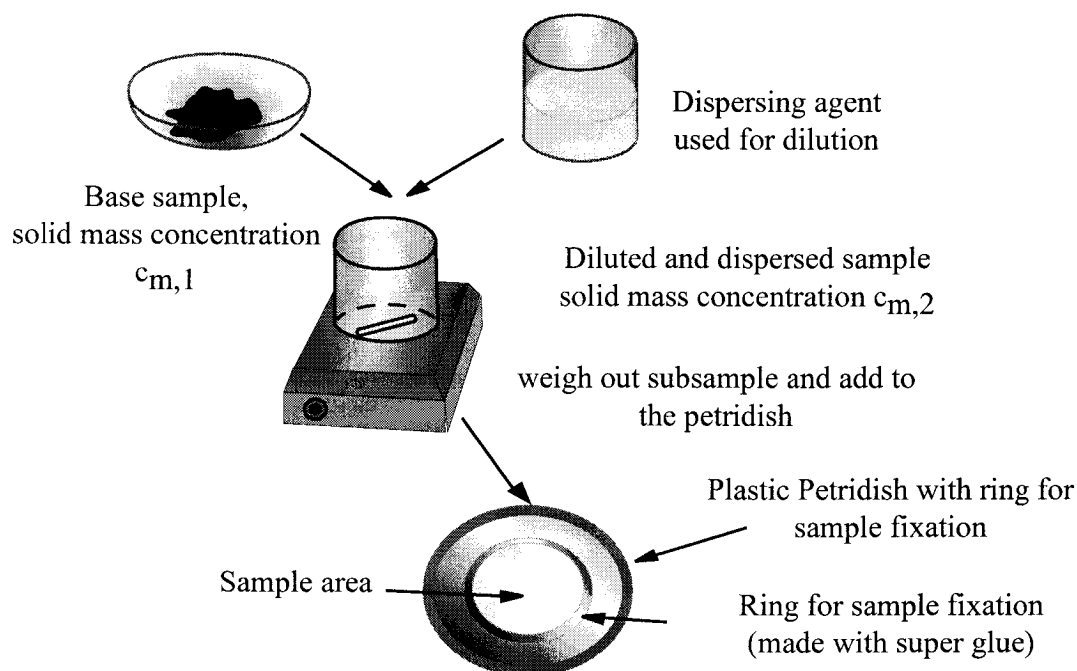 Dispersing agent
used for dilution
Base sample,
solid mass concentration
cm,1
Diluted and dispersed sample
solid mass concentration cm,2
weigh out subsample and add to
the petridish
Plastic Petridish with ring for
sample fixation
Sample area
Ring for sample fixation
(made with super glue)